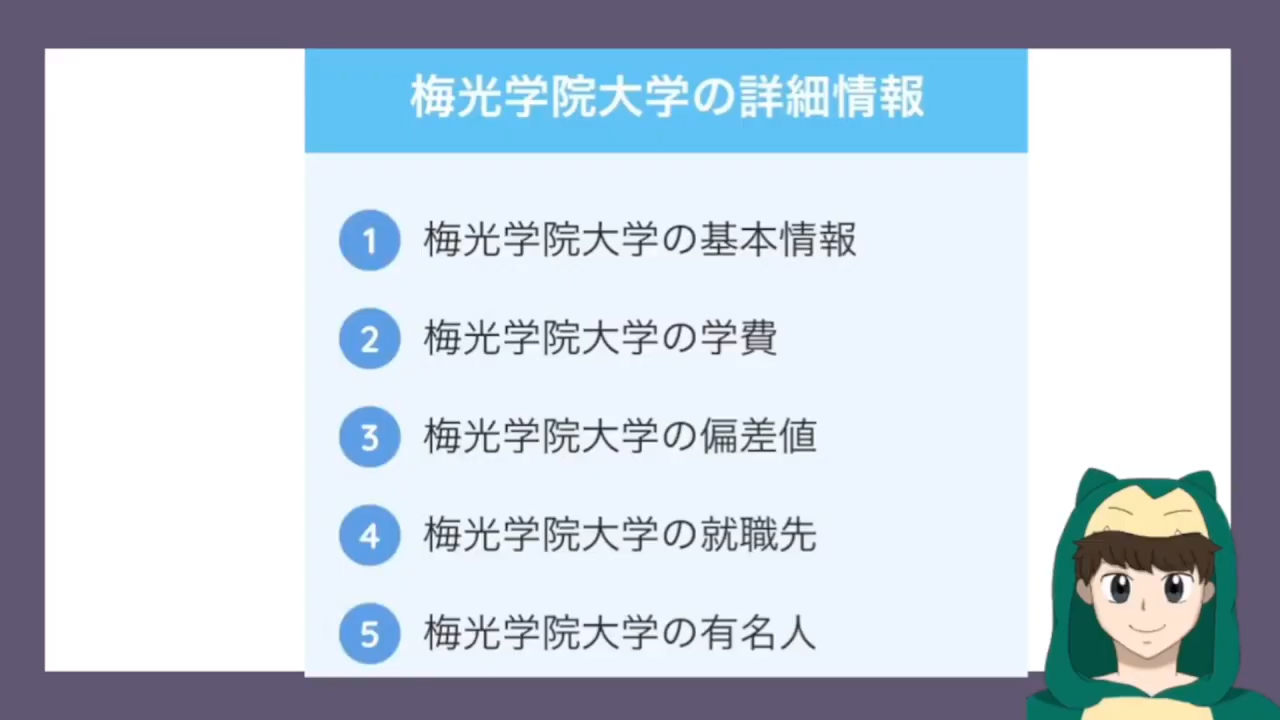 梅光学院大学の詳細情報
1 梅光学院大学の基本情報
2 梅光学院大学の学費
3 梅光学院大学の偏差値
4 梅光学院大学の就職先
5 梅光学院大学の有名人